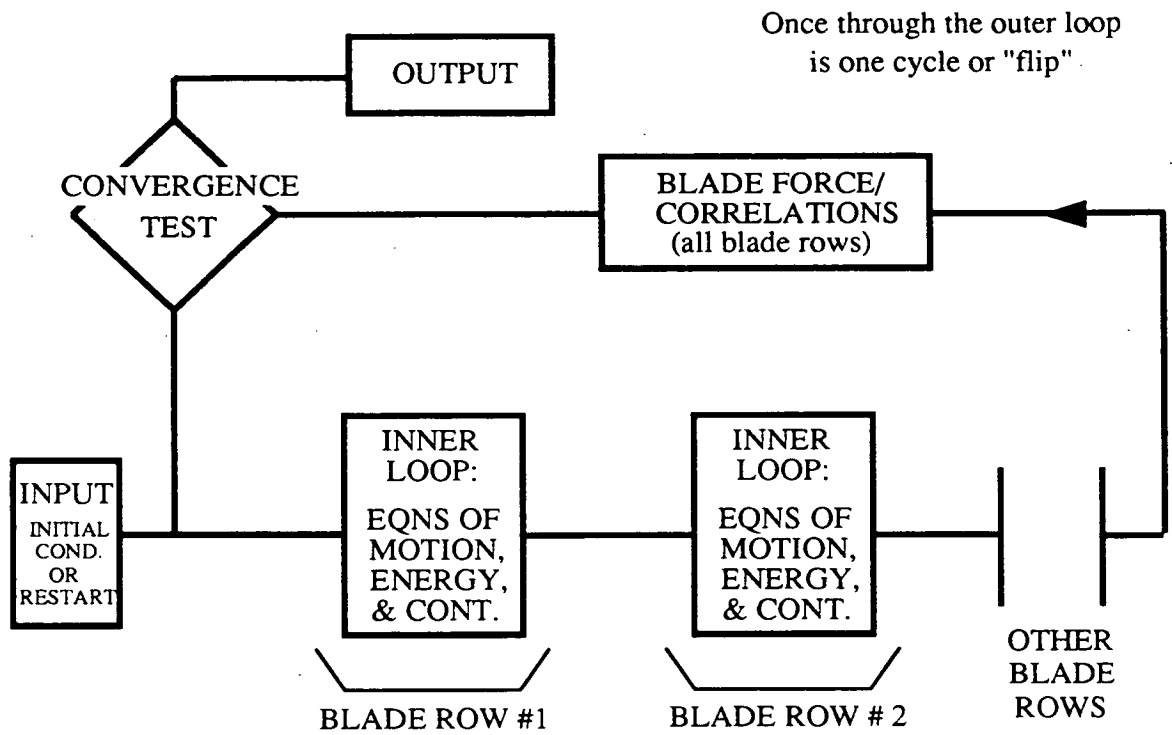 Once through the outer loop
is one cycle or "flip"
OUTPUT
CONVERGENCE
TEST
BLADE FORCE/
CORRELATIONS
(all blade rows)
INPUT
INITIAL
COND.
OR
RESTART
INNER
LOOP:
EQNS OF
MOTION,
ENERGY,
& CONT.
BLADE ROW #1
INNER
LOOP:
EQNS OF
MOTION,
ENERGY,
& CONT.
BLADE ROW # 2
OTHER
BLADE
ROWS